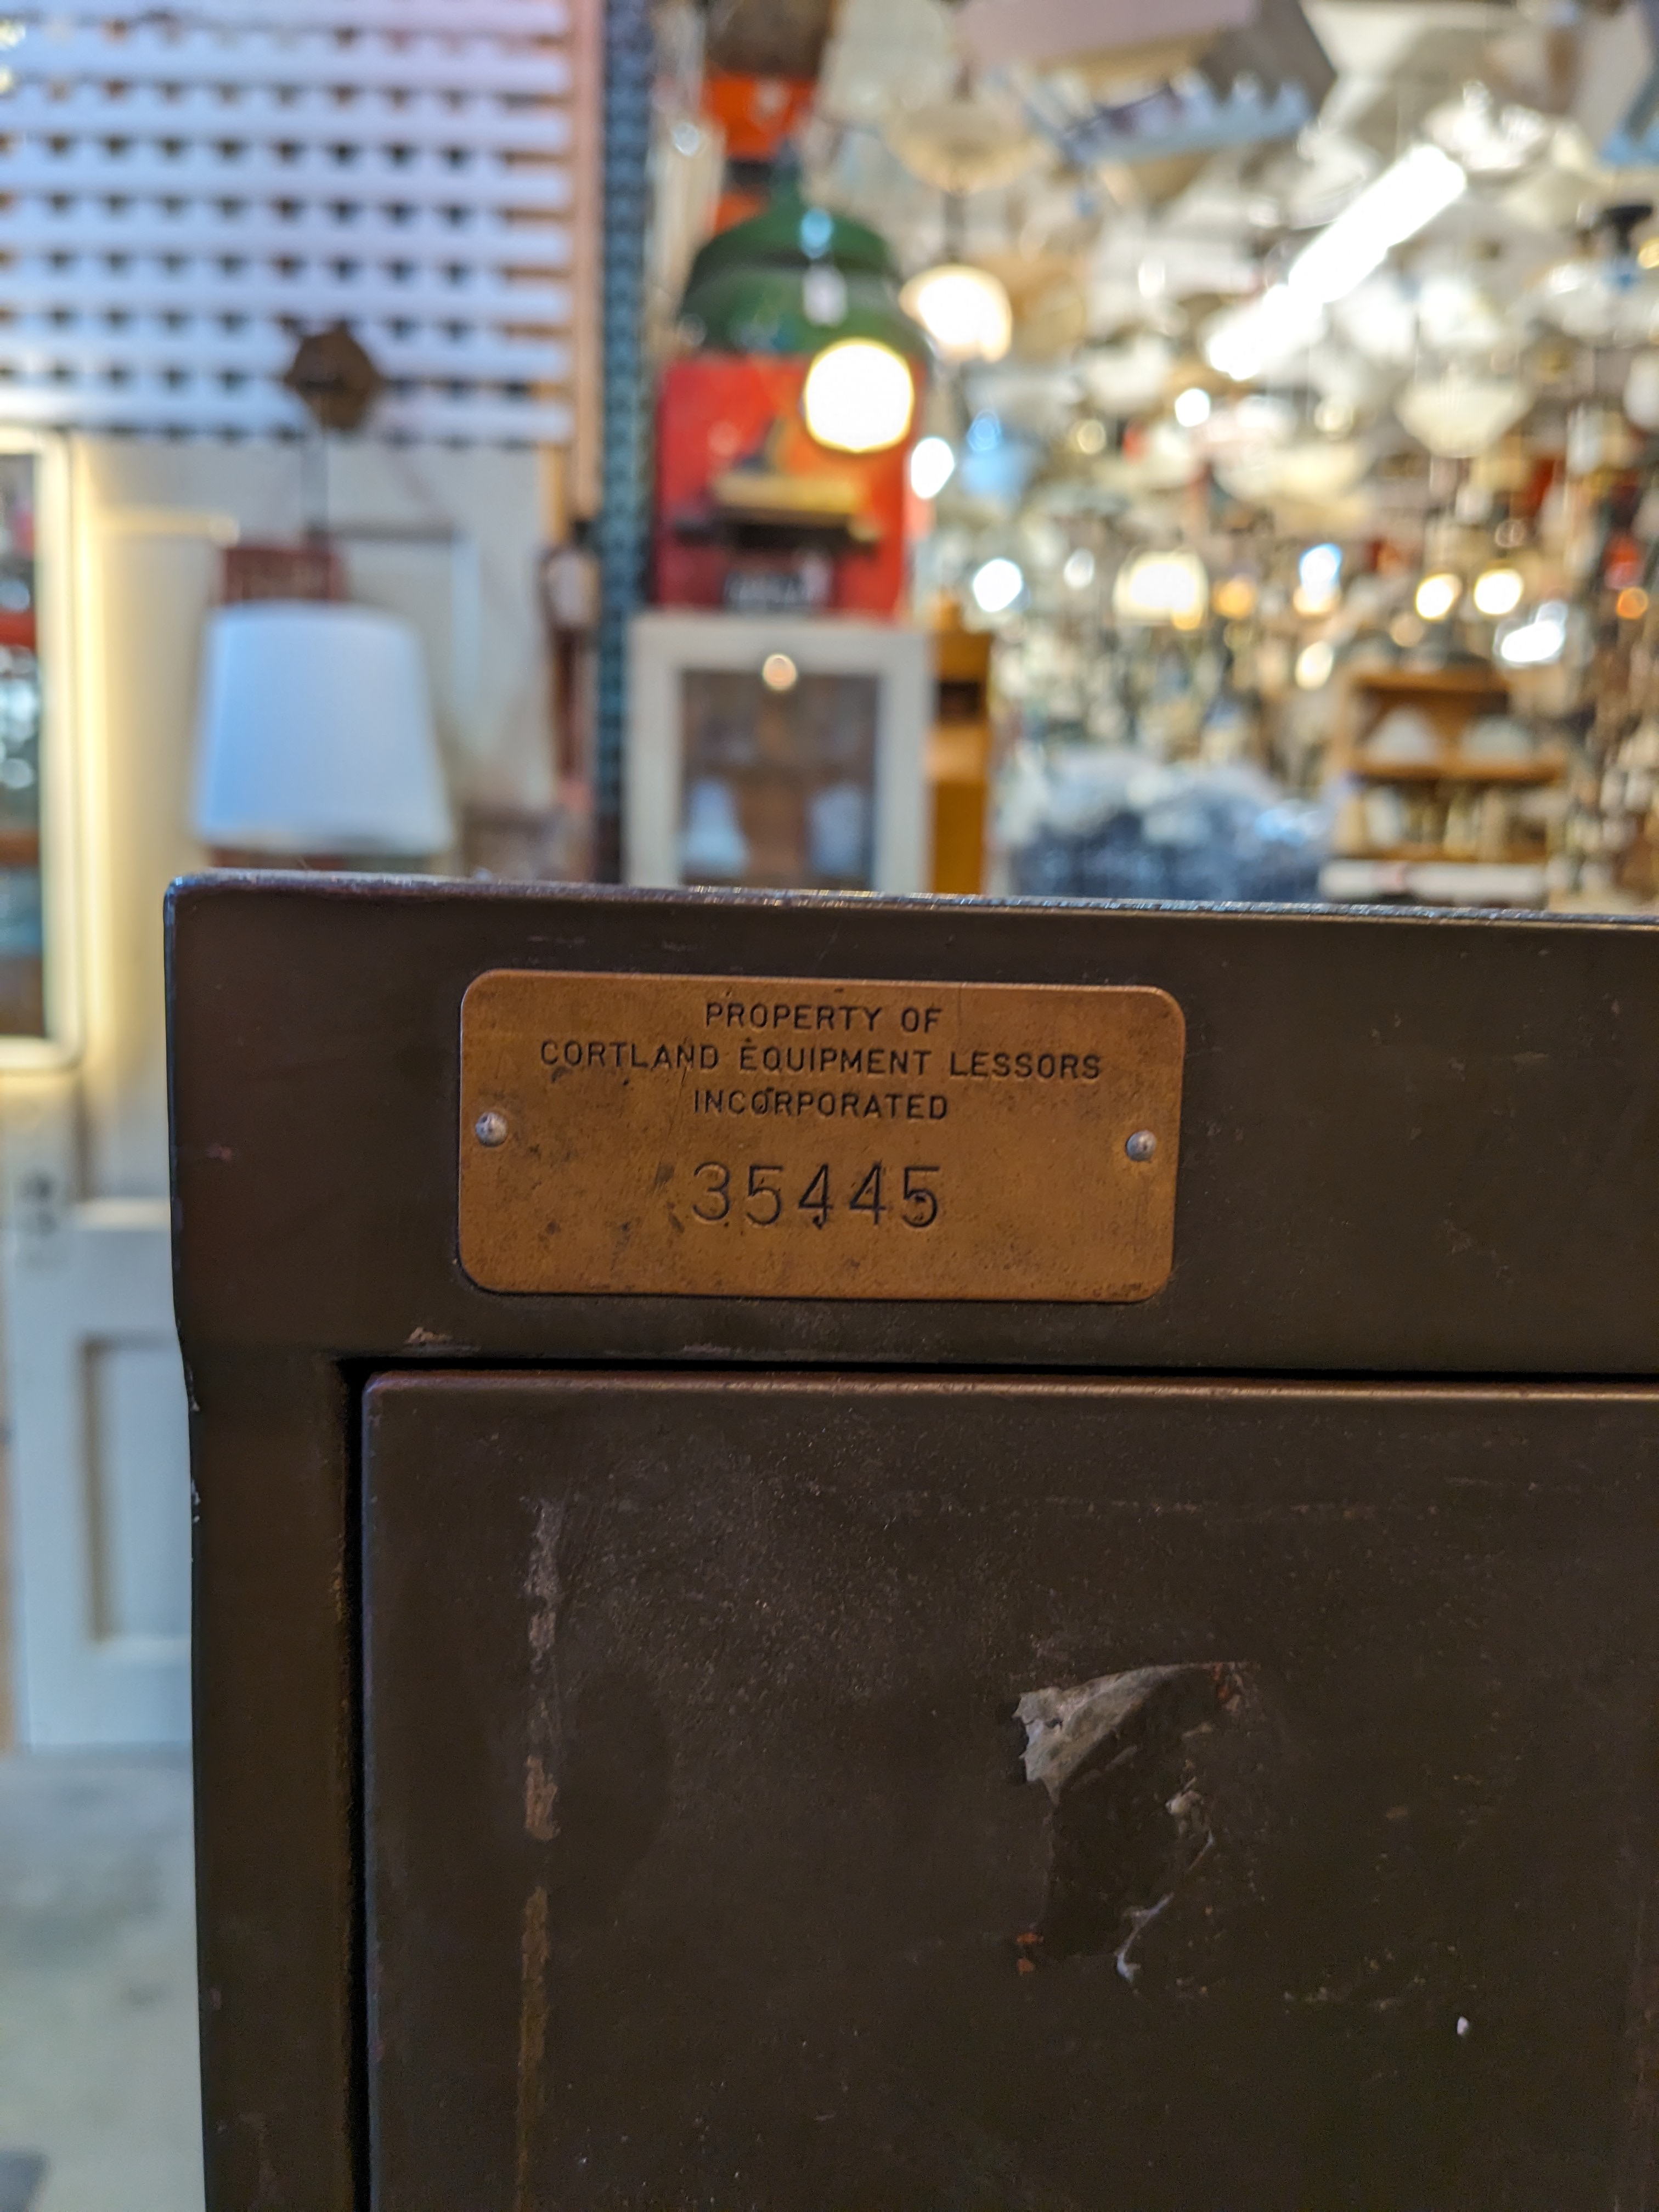 PROPERTY OF
CORTLAND EQUIPMENT LESSORS
INCORPORATED
35445